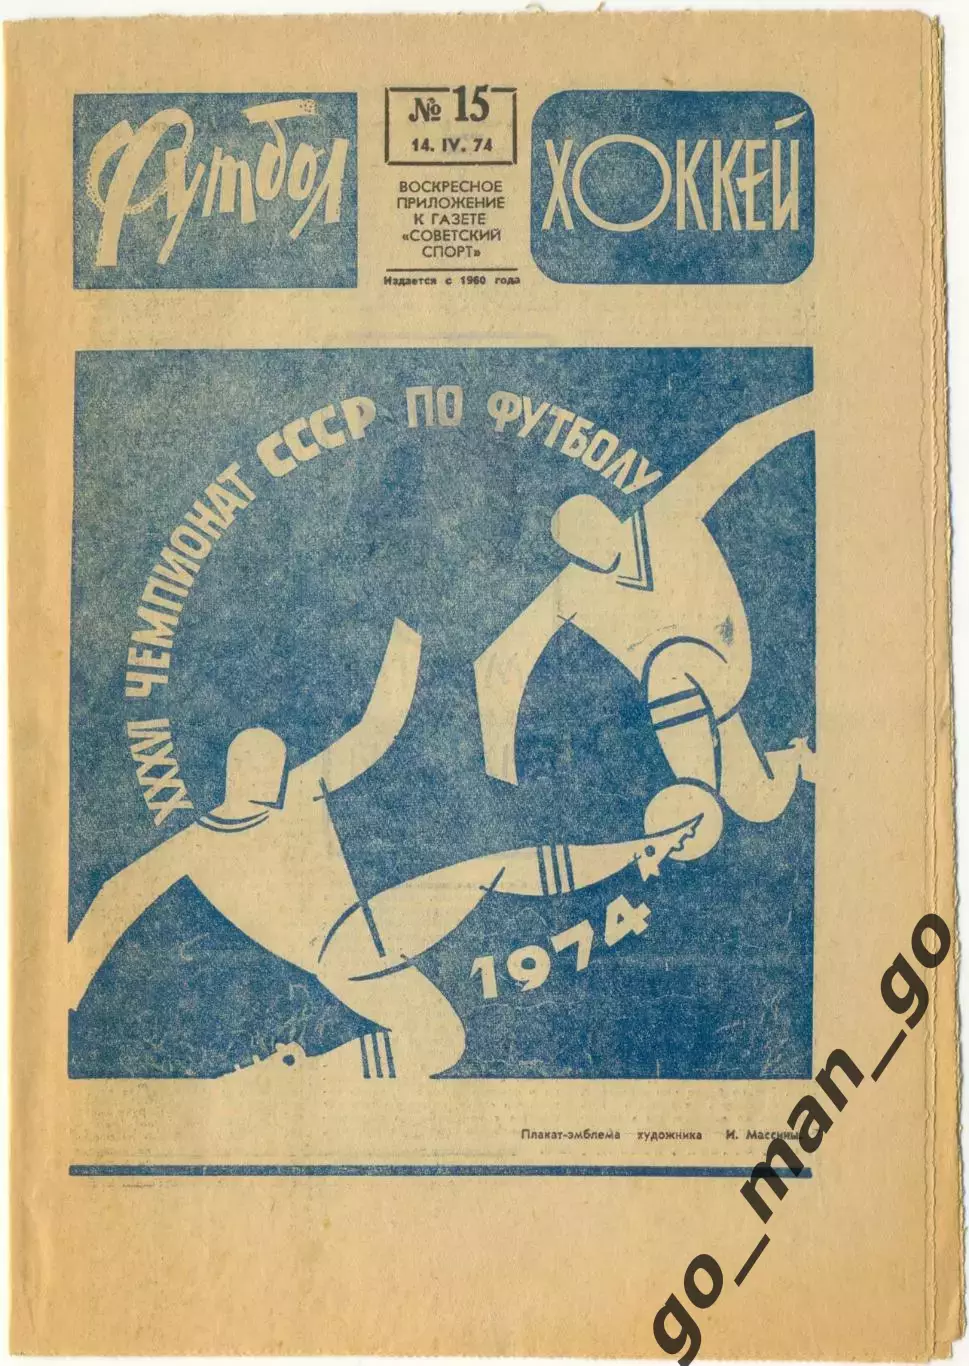 Футбол
№ 15
14. IV. 74
ВОСКРЕСНОЕ
ПРИЛОЖЕНИЕ
К ГАЗЕТЕ
«СОВЕТСКИЙ
СПОРТ»
Издается с 1960 года
ХОККЕЙ
XXXVI ЧЕМПИОНАТ СССР ПО ФУТБОЛУ
1974
Плакат-эмблема художника И. Массины.
go_man_go